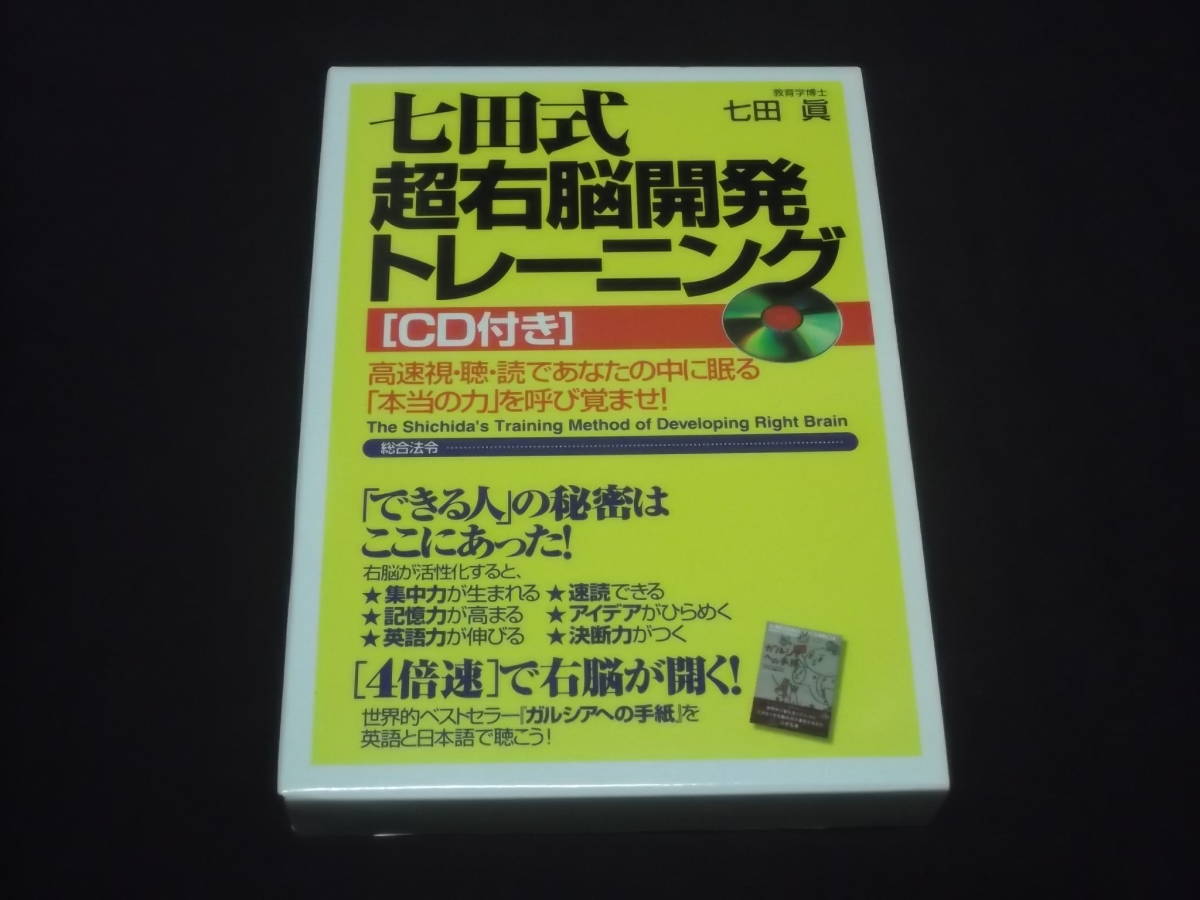 教育学博士
七田 眞
七田式
超右脳開発
トレーニング
[CD付き]
高速視・聴・読であなたの中に眠る
「本当の力」を呼び覚ませ!
The Shichida's Training Method of Developing Right Brain
総合法令
「できる人」の秘密は
ここにあった!
右脳が活性化すると、
★集中力が生まれる ★速読できる
★記憶力が高まる ★アイデアがひらめく
★英語力が伸びる ★決断力がつく
[4倍速]で右脳が開く!
世界的ベストセラー『ガルシアへの手紙』を
英語と日本語で聴こう!
ガルシア
への手紙